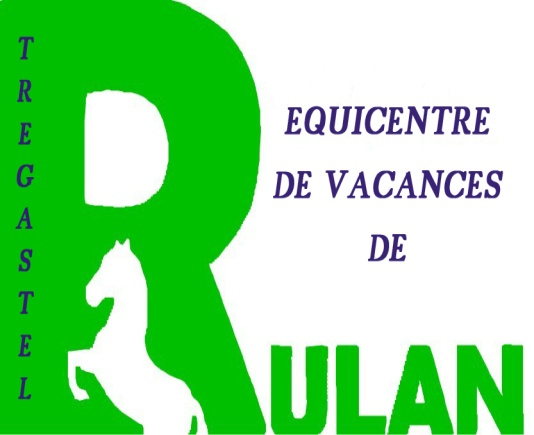 TREGASTEL
EQUICENTRE
DE VACANCES
DE
RULAN